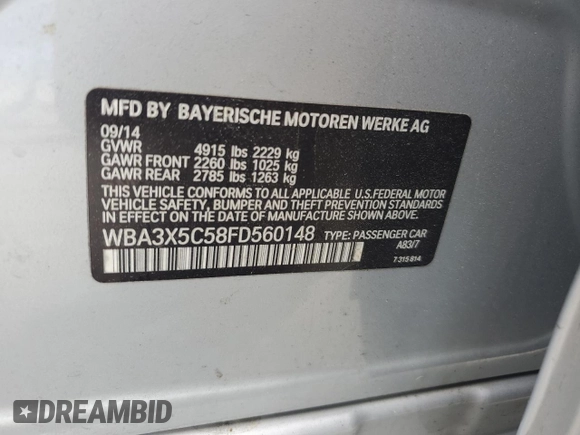 MFD BY BAYERISCHE MOTOREN WERKE AG
09/14
GVWR 4915 lbs 2229 kg
GAWR FRONT 2260 lbs 1025 kg
GAWR REAR 2785 lbs 1263 kg
THIS VEHICLE CONFORMS TO ALL APPLICABLE U.S.FEDERAL MOTOR
VEHICLE SAFETY, BUMPER, AND THEFT PREVENTION STANDARDS
IN EFFECT ON THE DATE OF MANUFACTURE SHOWN ABOVE.
WBA3X5C58FD560148 TYPE: PASSENGER CAR
A83/7
7 315 814
DREAMBID